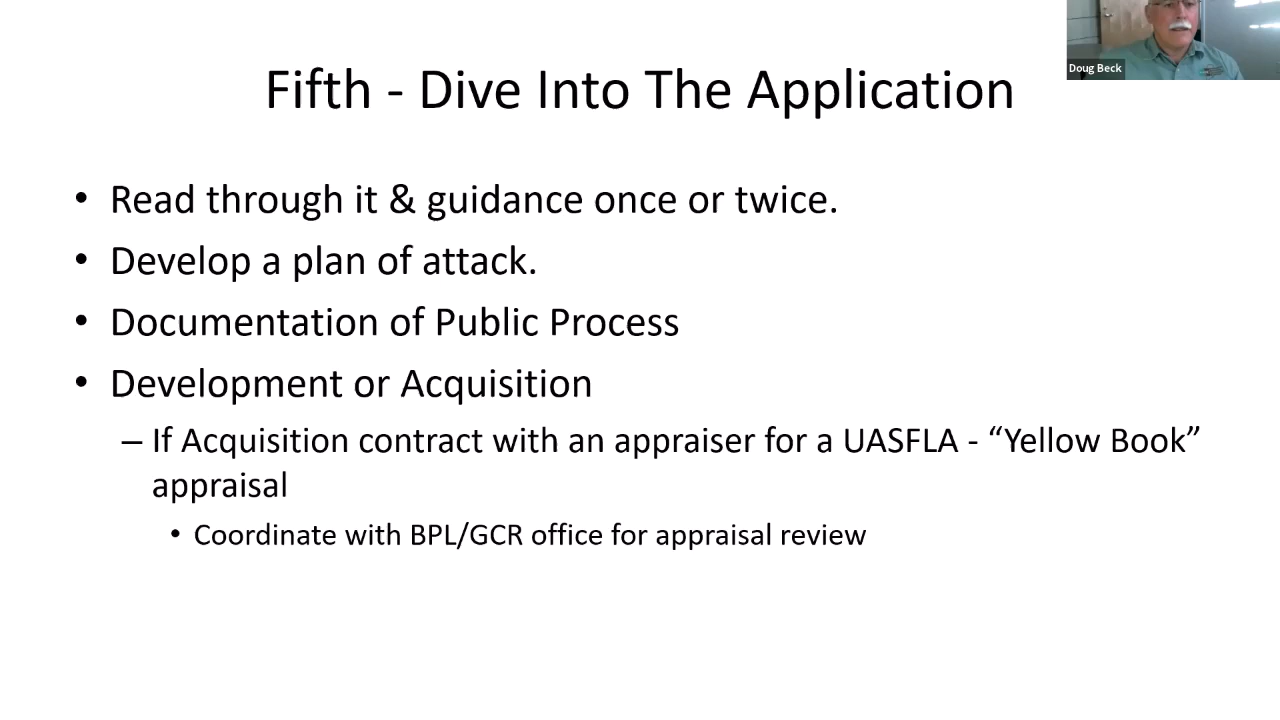 Doug Beck
Fifth - Dive Into The Application
• Read through it & guidance once or twice.
• Develop a plan of attack.
• Documentation of Public Process
• Development or Acquisition
– If Acquisition contract with an appraiser for a UASFLA - “Yellow Book”
appraisal
• Coordinate with BPL/GCR office for appraisal review